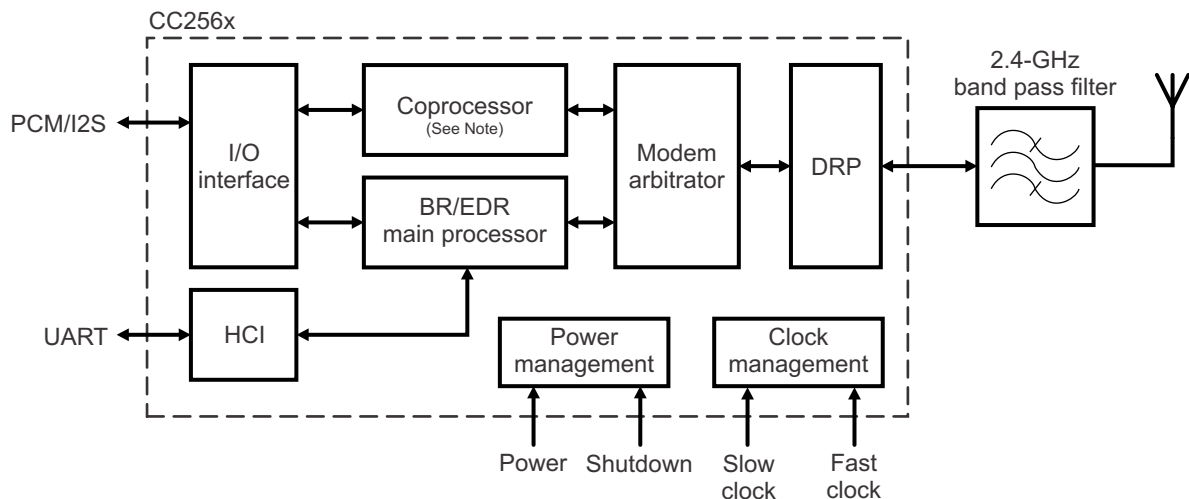 CC256x
2.4-GHz
band pass filter
PCM/I2S
I/O
interface
Coprocessor
(See Note)
BR/EDR
main processor
Modem
arbitrator
DRP
UART
HCI
Power
management
Clock
management
Power
Shutdown
Slow
clock
Fast
clock